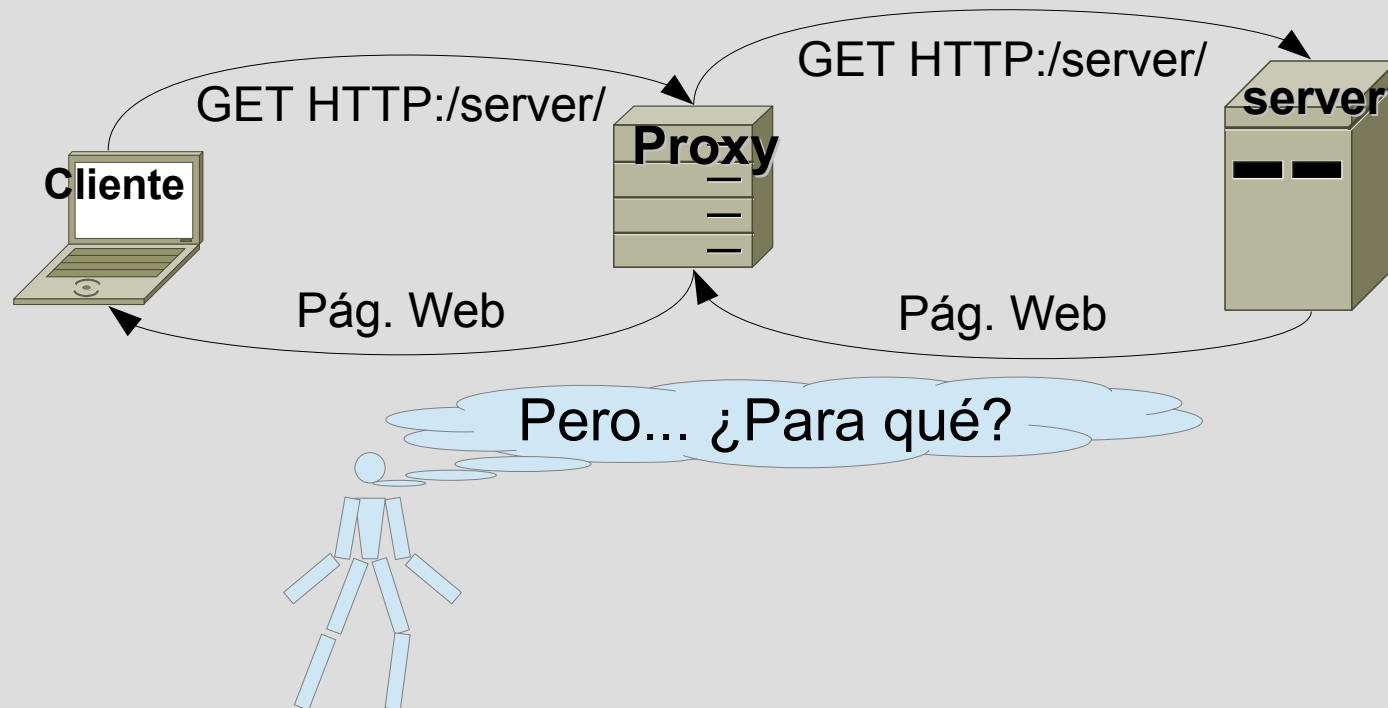 GET HTTP:/server/
GET HTTP:/server/
server
Proxy
Cliente
Pág. Web
Pág. Web
Pero... ¿Para qué?